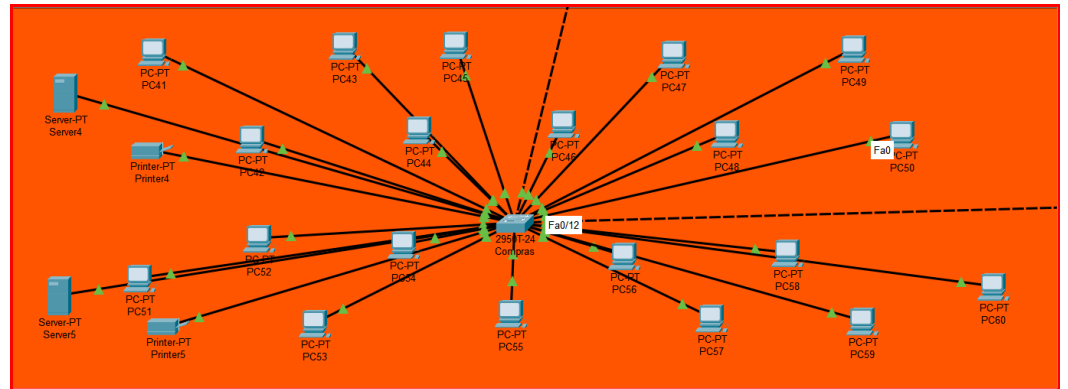 PC-PT
PC41
PC-PT
PC43
PC-PT
PC45
PC-PT
PC47
PC-PT
PC49
Server-PT
Server4
Printer-PT
Printer4
PC-PT
PC42
PC-PT
PC44
PC-PT
PC46
PC-PT
PC48
Fa0
PC-PT
PC50
Fa0/12
2950T-24
Compras
PC-PT
PC52
PC-PT
PC54
PC-PT
PC56
PC-PT
PC58
PC-PT
PC51
PC-PT
PC60
Server-PT
Server5
Printer-PT
Printer5
PC-PT
PC53
PC-PT
PC55
PC-PT
PC57
PC-PT
PC59